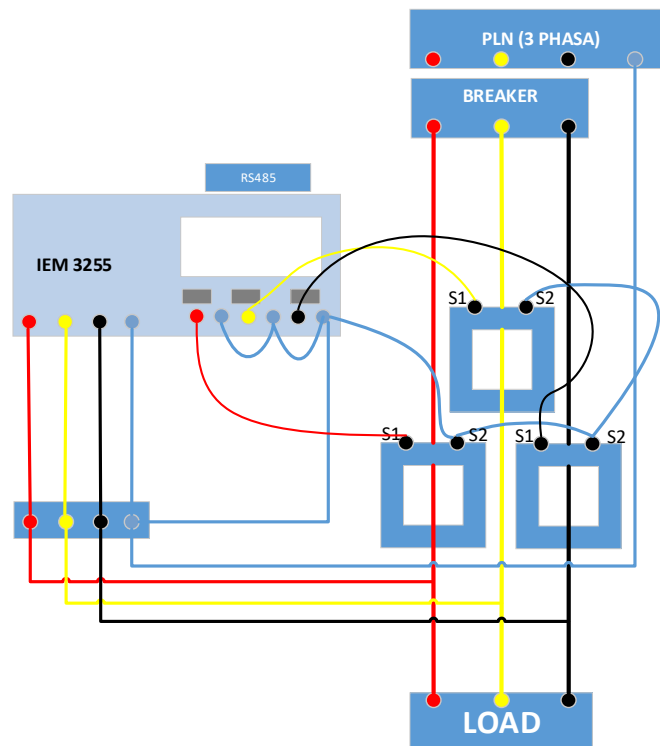 PLN (3 PHASA)
BREAKER
RS485
IEM 3255
S1 S2
S1 S2 S1 S2
LOAD